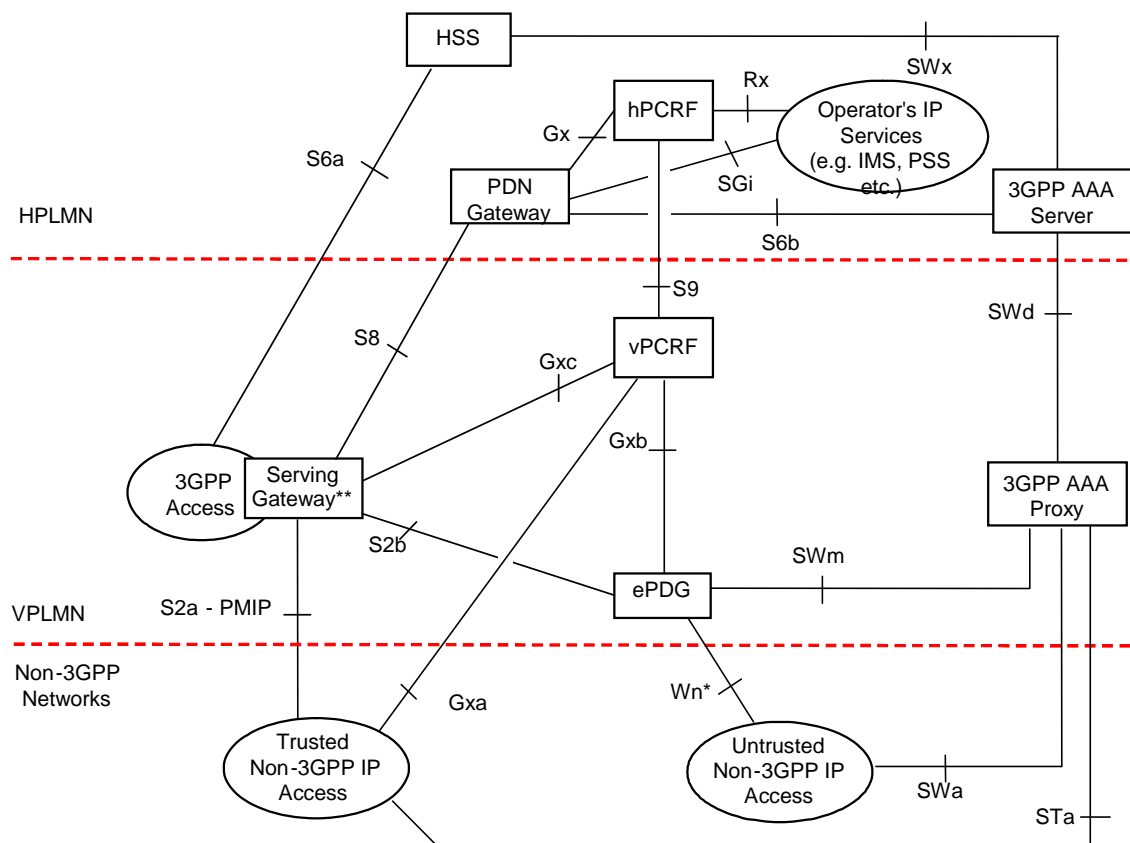 HSS
SWx
Rx
hPCRF
Operator's IP
Services
(e.g. IMS, PSS
etc.)
Gx
S6a
SGi
PDN
Gateway
3GPP AAA
Server
HPLMN
S6b
S9
SWd
S8
vPCRF
Gxc
Gxb
3GPP
Access
Serving
Gateway**
3GPP AAA
Proxy
S2b
SWm
ePDG
S2a - PMIP
VPLMN
Non-3GPP
Networks
Gxa
Wn*
Trusted
Non-3GPP IP
Access
Untrusted
Non-3GPP IP
Access
SWa
STa